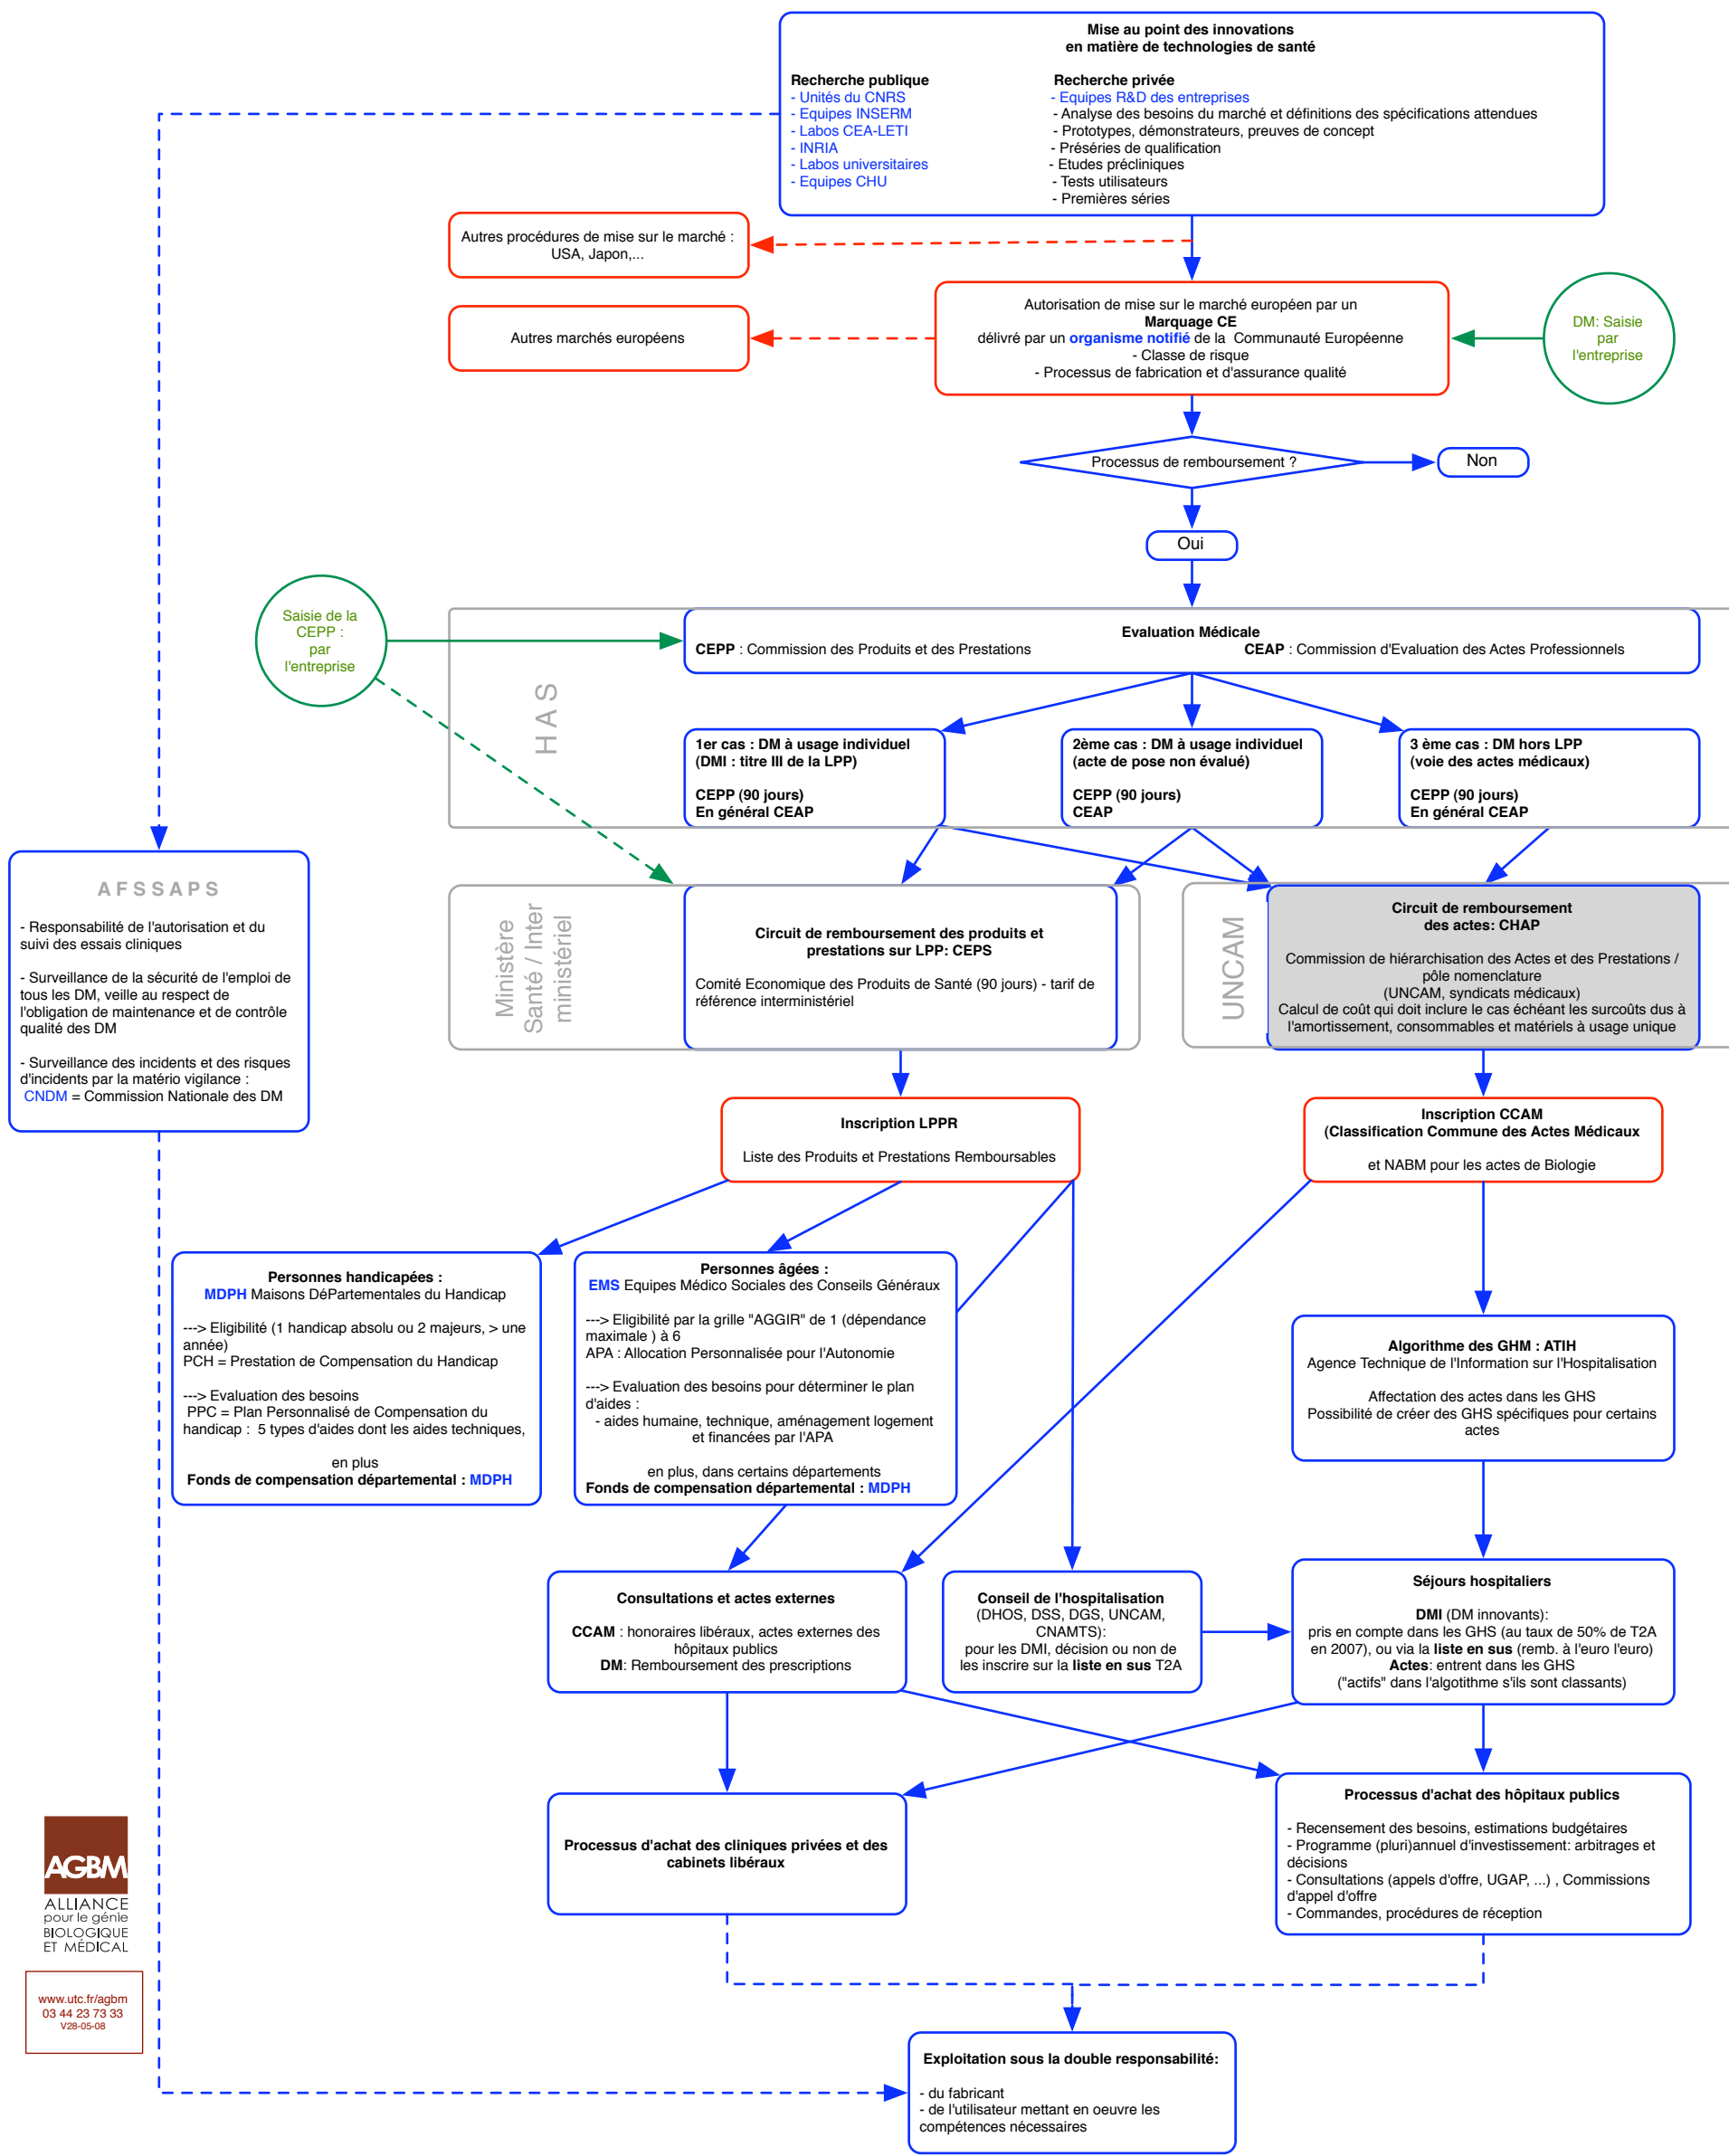 Mise au point des innovations
en matière de technologies de santé
Recherche publique
- Unités du CNRS
- Equipes INSERM
- Labos CEA-LETI
- INRIA
- Labos universitaires
- Equipes CHU
Recherche privée
- Equipes R&D des entreprises
- Analyse des besoins du marché et définitions des spécifications attendues
- Prototypes, démonstrateurs, preuves de concept
- Préséries de qualification
- Etudes précliniques
- Tests utilisateurs
- Premières séries
Autres procédures de mise sur le marché :
USA, Japon,...
Autres marchés européens
Autorisation de mise sur le marché européen par un
Marquage CE
délivré par un organisme notifié de la Communauté Européenne
- Classe de risque
- Processus de fabrication et d'assurance qualité
DM: Saisie
par
l'entreprise
Processus de remboursement ?
Non
Oui
Saisie de la
CEPP :
par
l'entreprise
HAS
Evaluation Médicale
CEPP : Commission des Produits et des Prestations
CEAP : Commission d'Evaluation des Actes Professionnels
1er cas : DM à usage individuel
(DMI : titre III de la LPP)
CEPP (90 jours)
En général CEAP
2ème cas : DM à usage individuel
(acte de pose non évalué)
CEPP (90 jours)
CEAP
3 ème cas : DM hors LPP
(voie des actes médicaux)
CEPP (90 jours)
En général CEAP
AFSSAPS
- Responsabilité de l'autorisation et du
suivi des essais cliniques
- Surveillance de la sécurité de l'emploi de
tous les DM, veille au respect de
l'obligation de maintenance et de contrôle
qualité des DM
- Surveillance des incidents et des risques
d'incidents par la matério vigilance :
CNDM = Commission Nationale des DM
Ministère
Santé / Inter
ministériel
Circuit de remboursement des produits et
prestations sur LPP: CEPS
Comité Economique des Produits de Santé (90 jours) - tarif de
référence interministériel
UNCAM
Circuit de remboursement
des actes: CHAP
Commission de hiérarchisation des Actes et des Prestations /
pôle nomenclature
(UNCAM, syndicats médicaux)
Calcul de coût qui doit inclure le cas échéant les surcoûts dus à
l'amortissement, consommables et matériels à usage unique
Inscription LPPR
Liste des Produits et Prestations Remboursables
Inscription CCAM
(Classification Commune des Actes Médicaux
et NABM pour les actes de Biologie
Personnes handicapées :
MDPH Maisons DéPartementales du Handicap
---> Eligibilité (1 handicap absolu ou 2 majeurs, > une
année)
PCH = Prestation de Compensation du Handicap
---> Evaluation des besoins
PPC = Plan Personnalisé de Compensation du
handicap : 5 types d'aides dont les aides techniques,
en plus
Fonds de compensation départemental : MDPH
Personnes âgées :
EMS Equipes Médico Sociales des Conseils Généraux
---> Eligibilité par la grille "AGGIR" de 1 (dépendance
maximale ) à 6
APA : Allocation Personnalisée pour l'Autonomie
---> Evaluation des besoins pour déterminer le plan
d'aides :
- aides humaine, technique, aménagement logement
et financées par l'APA
en plus, dans certains départements
Fonds de compensation départemental : MDPH
Algorithme des GHM : ATIH
Agence Technique de l'Information sur l'Hospitalisation
Affectation des actes dans les GHS
Possibilité de créer des GHS spécifiques pour certains
actes
Consultations et actes externes
CCAM : honoraires libéraux, actes externes des
hôpitaux publics
DM: Remboursement des prescriptions
Conseil de l'hospitalisation
(DHOS, DSS, DGS, UNCAM,
CNAMTS):
pour les DMI, décision ou non de
les inscrire sur la liste en sus T2A
Séjours hospitaliers
DMI (DM innovants):
pris en compte dans les GHS (au taux de 50% de T2A
en 2007), ou via la liste en sus (remb. à l'euro l'euro)
Actes: entrent dans les GHS
("actifs" dans l'algotithme s'ils sont classants)
Processus d'achat des cliniques privées et des
cabinets libéraux
Processus d'achat des hôpitaux publics
- Recensement des besoins, estimations budgétaires
- Programme (pluri)annuel d'investissement: arbitrages et
décisions
- Consultations (appels d'offre, UGAP, ...) , Commissions
d'appel d'offre
- Commandes, procédures de réception
AGBM
ALLIANCE
pour le génie
BIOLOGIQUE
ET MÉDICAL
www.utc.fr/agbm
03 44 23 73 33
V28-05-08
Exploitation sous la double responsabilité:
- du fabricant
- de l'utilisateur mettant en oeuvre les
compétences nécessaires